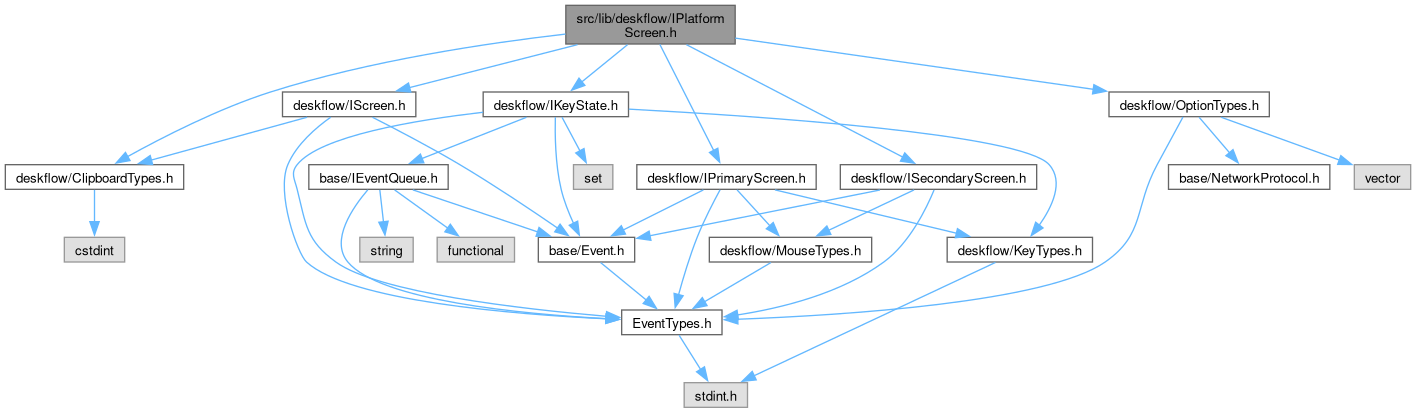 src/lib/deskflow/IPlatform
Screen.h
deskflow/IScreen.h
deskflow/IKeyState.h
deskflow/OptionTypes.h
deskflow/ClipboardTypes.h
base/IEventQueue.h
set
deskflow/IPrimaryScreen.h
deskflow/ISecondaryScreen.h
base/NetworkProtocol.h
vector
cstdint
string
functional
base/Event.h
deskflow/MouseTypes.h
deskflow/KeyTypes.h
EventTypes.h
stdint.h